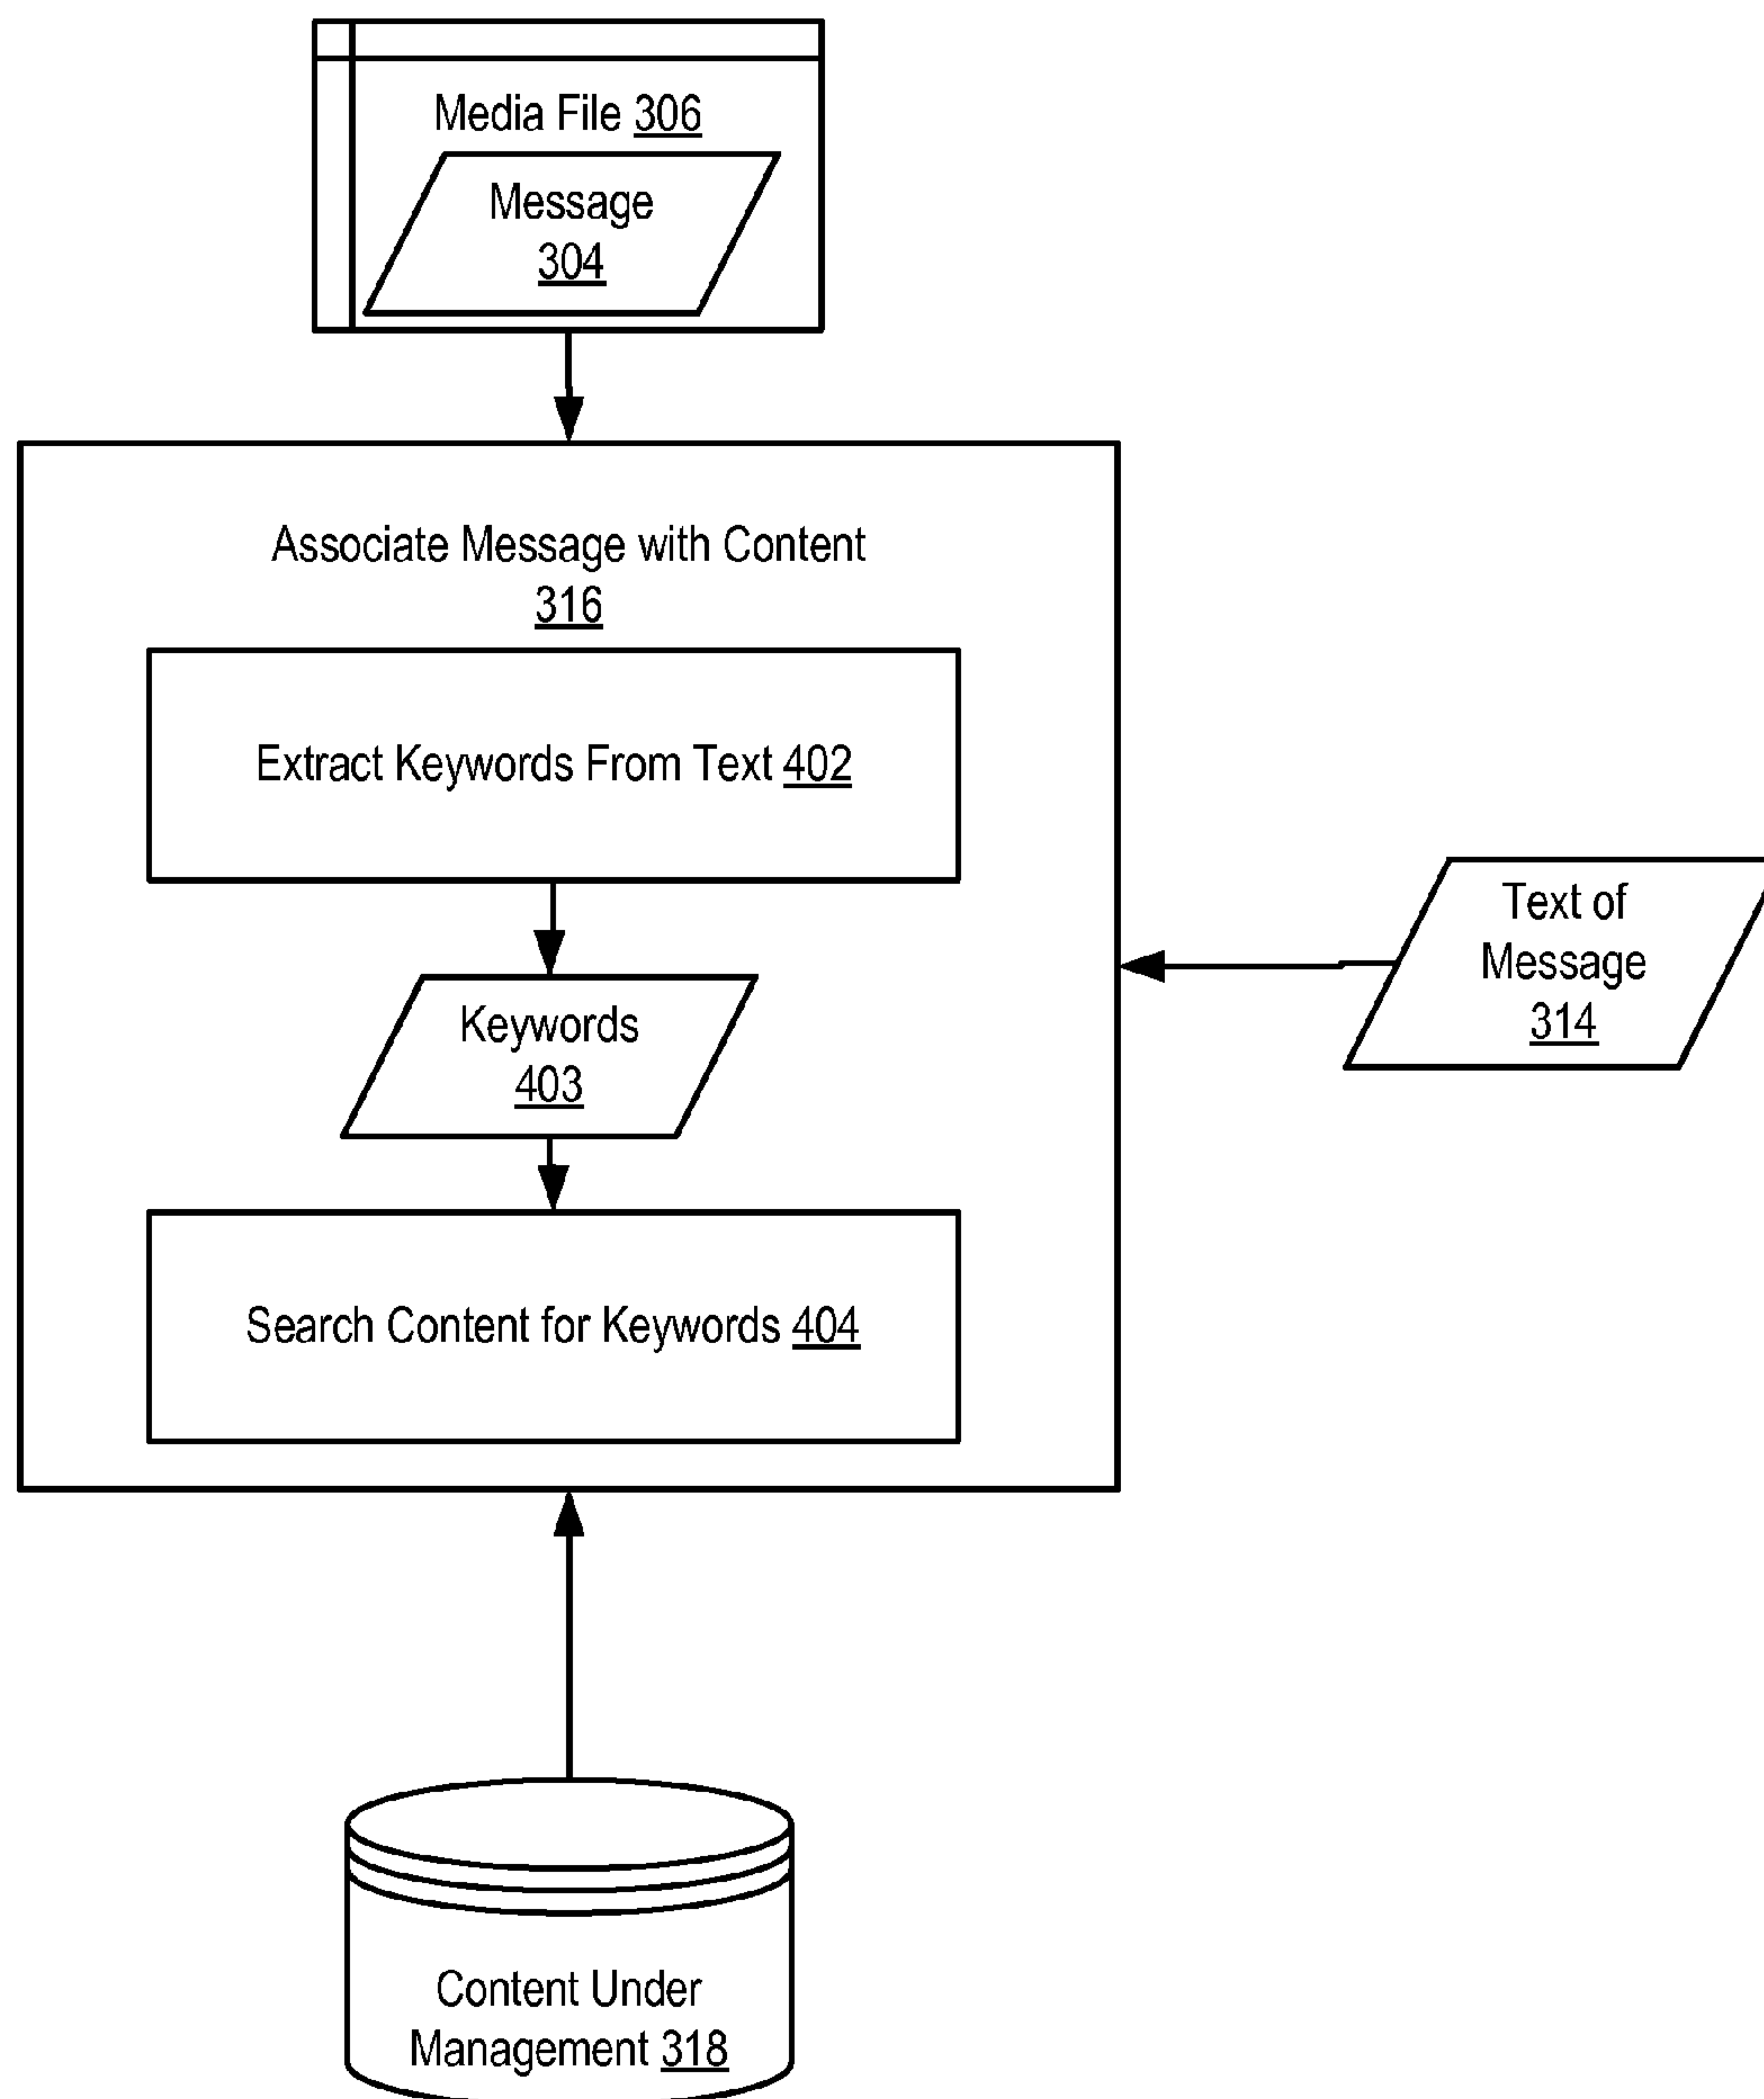 Media File 306
Message
304
Associate Message with Content
316
Extract Keywords From Text 402
Text of
Message
314
Keywords
403
Search Content for Keywords 404
Content Under
Management 318